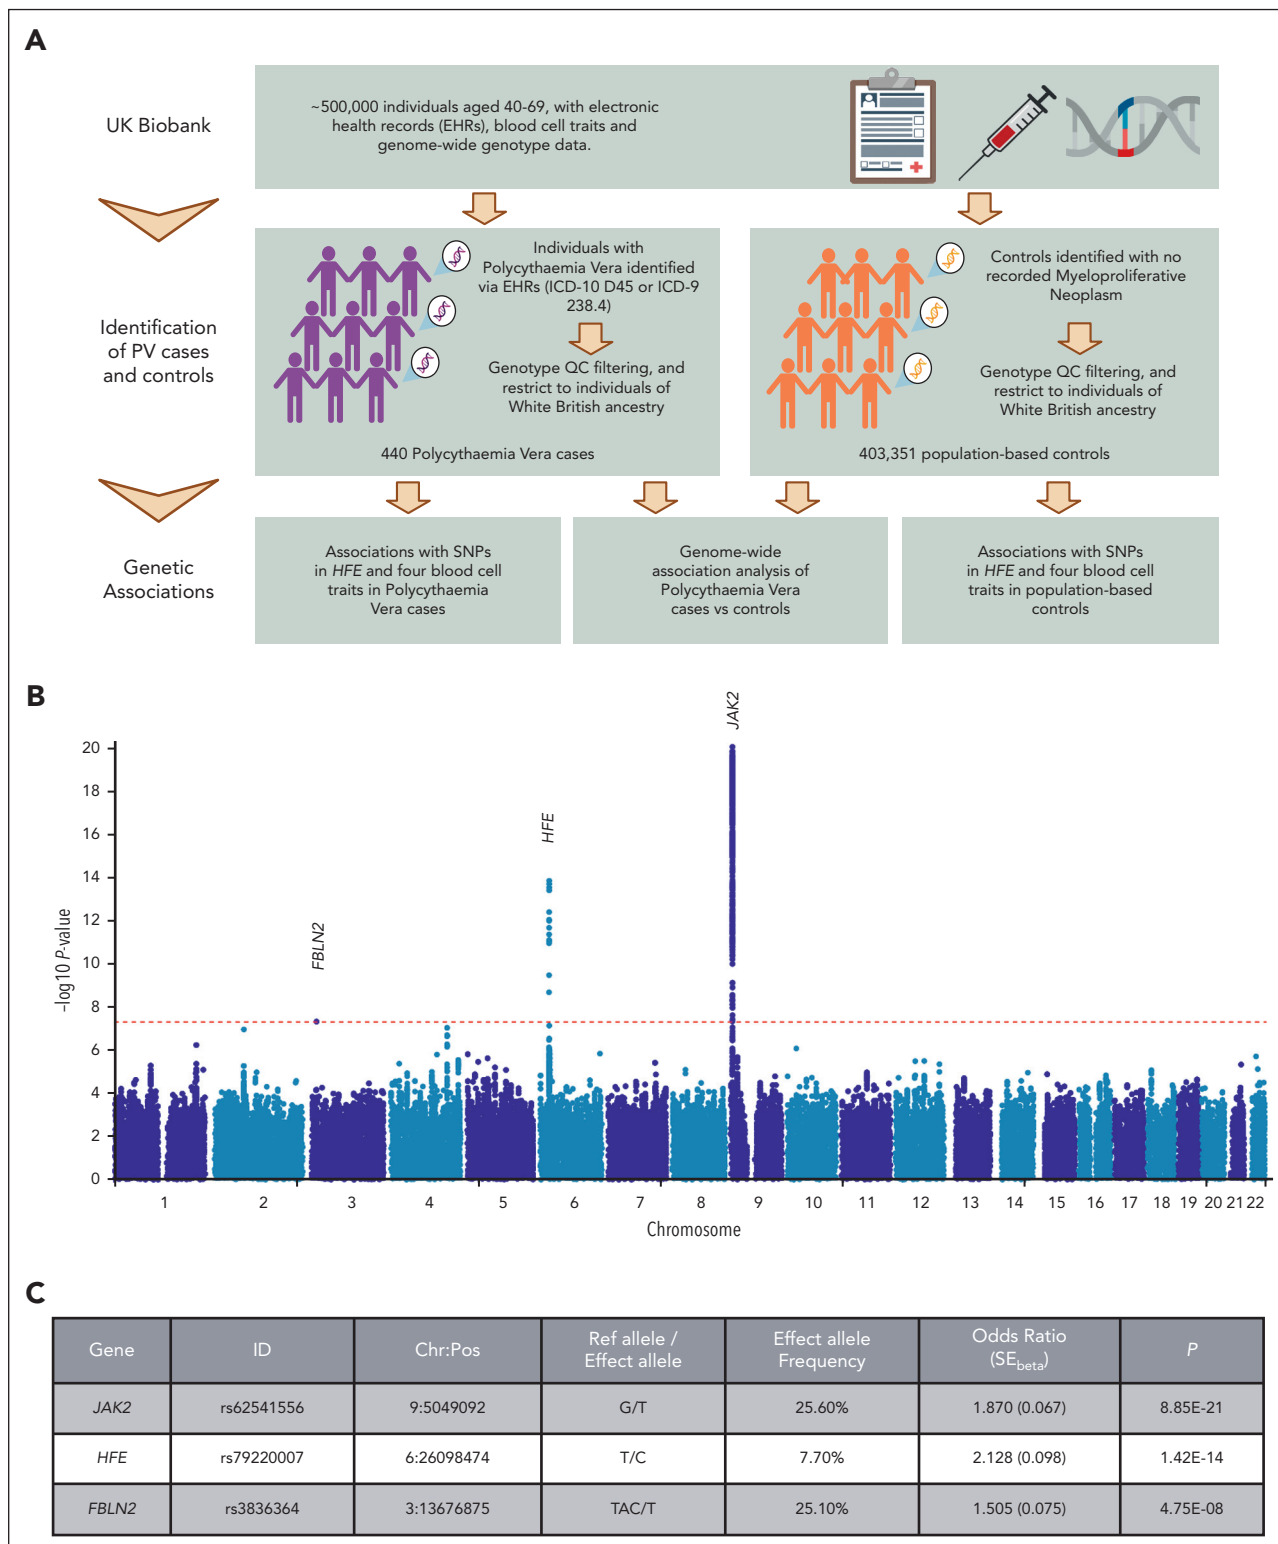 A
UK Biobank
~500,000 individuals aged 40-69, with electronic
health records (EHRs), blood cell traits and
genome-wide genotype data.
Identification
of PV cases
and controls
Individuals with
Polycythaemia Vera identified
via EHRs (ICD-10 D45 or ICD-9
238.4)
Genotype QC filtering, and
restrict to individuals of
White British ancestry
440 Polycythaemia Vera cases
Controls identified with no
recorded Myeloproliferative
Neoplasm
Genotype QC filtering, and
restrict to individuals of
White British ancestry
403,351 population-based controls
Genetic
Associations
Associations with SNPs
in HFE and four blood cell
traits in Polycythaemia
Vera cases
Genome-wide
association analysis of
Polycythaemia Vera
cases vs controls
Associations with SNPs
in HFE and four blood cell
traits in population-based
controls
B
JAK2
HFE
FBLN2
−log10 P-value
20
18
16
14
12
10
8
6
4
2
0
1 2 3 4 5 6 7 8 9 10 11 12 13 14 15 16 17 18 19 20 21 22
Chromosome
C
Gene ID Chr:Pos Ref allele / Effect allele Effect allele Frequency Odds Ratio (SEbeta) P
JAK2 rs62541556 9:5049092 G/T 25.60% 1.870 (0.067) 8.85E-21
HFE rs79220007 6:26098474 T/C 7.70% 2.128 (0.098) 1.42E-14
FBLN2 rs3836364 3:13676875 TAC/T 25.10% 1.505 (0.075) 4.75E-08